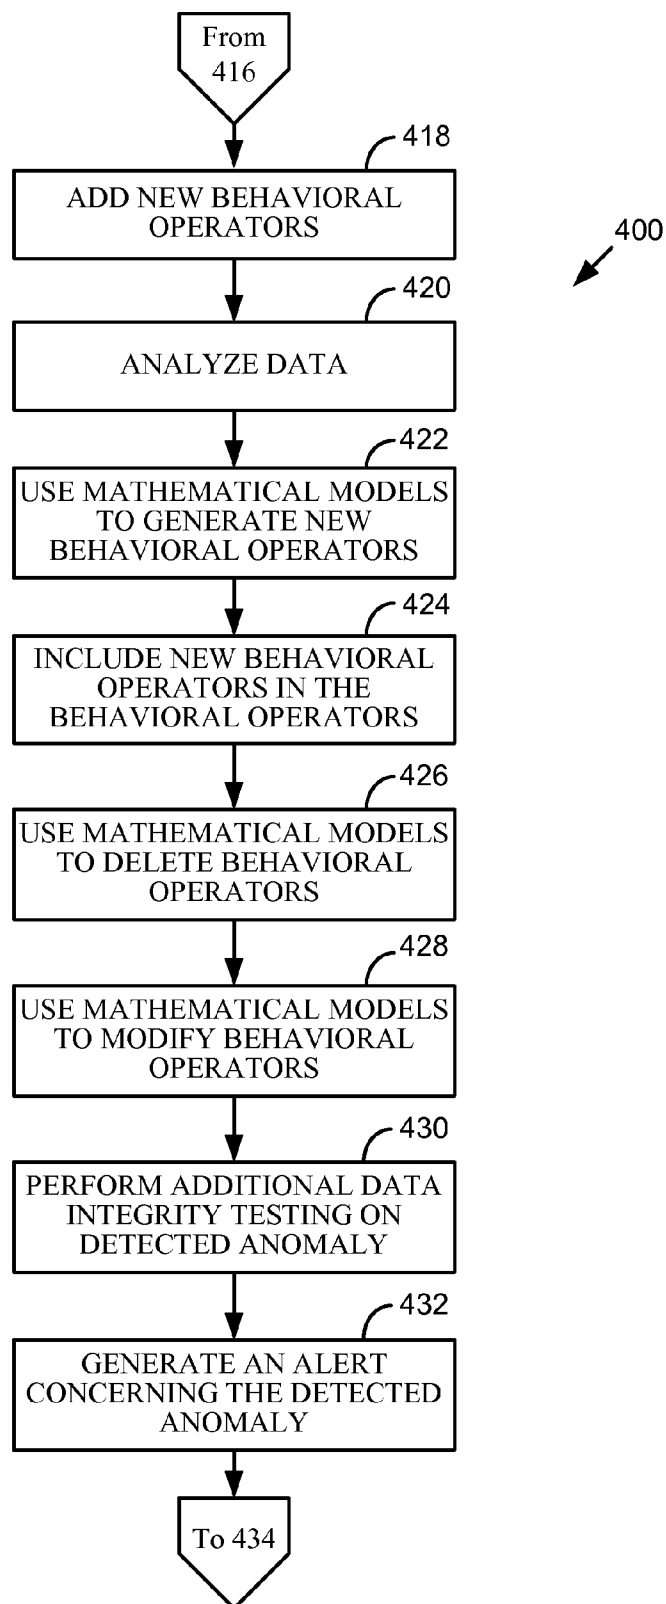 From
416
418
ADD NEW BEHAVIORAL
OPERATORS
400
420
ANALYZE DATA
422
USE MATHEMATICAL MODELS
TO GENERATE NEW
BEHAVIORAL OPERATORS
424
INCLUDE NEW BEHAVIORAL
OPERATORS IN THE
BEHAVIORAL OPERATORS
426
USE MATHEMATICAL MODELS
TO DELETE BEHAVIORAL
OPERATORS
428
USE MATHEMATICAL MODELS
TO MODIFY BEHAVIORAL
OPERATORS
430
PERFORM ADDITIONAL DATA
INTEGRITY TESTING ON
DETECTED ANOMALY
432
GENERATE AN ALERT
CONCERNING THE DETECTED
ANOMALY
To 434